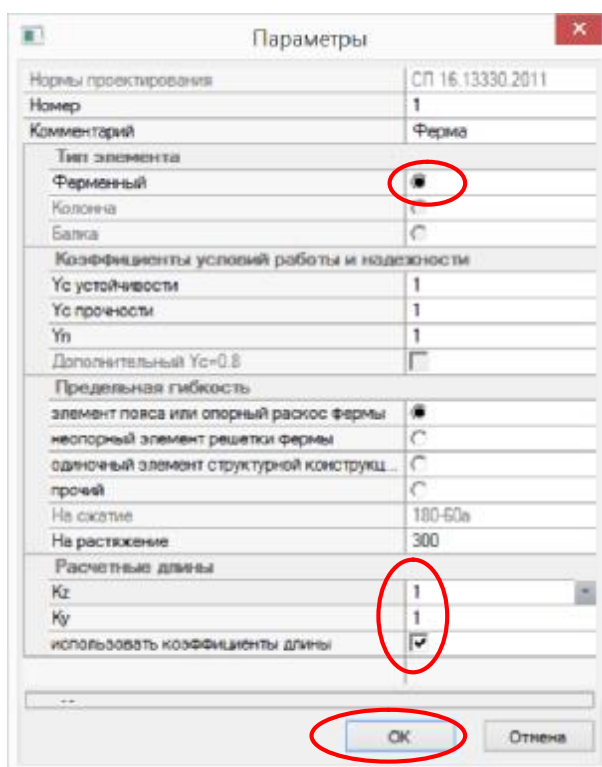 Параметры
Нормы проектирования СП 16.13330.2011
Номер 1
Комментарий Ферма
Тип элемента
Ферменный
Колонна
Балка
Коэффициенты условий работы и надежности
Yc устойчивости 1
Yc прочности 1
Yn 1
Дополнительный Yc=0.8
Предельная гибкость
элемент пояса или опорный раскос фермы
неопорный элемент решетки фермы
одиночный элемент структурной конструкц...
прочий
На сжатие 180-60a
На растяжение 300
Расчетные длины
Kz 1
Ky 1
использовать коэффициенты длины
--
OK Отмена